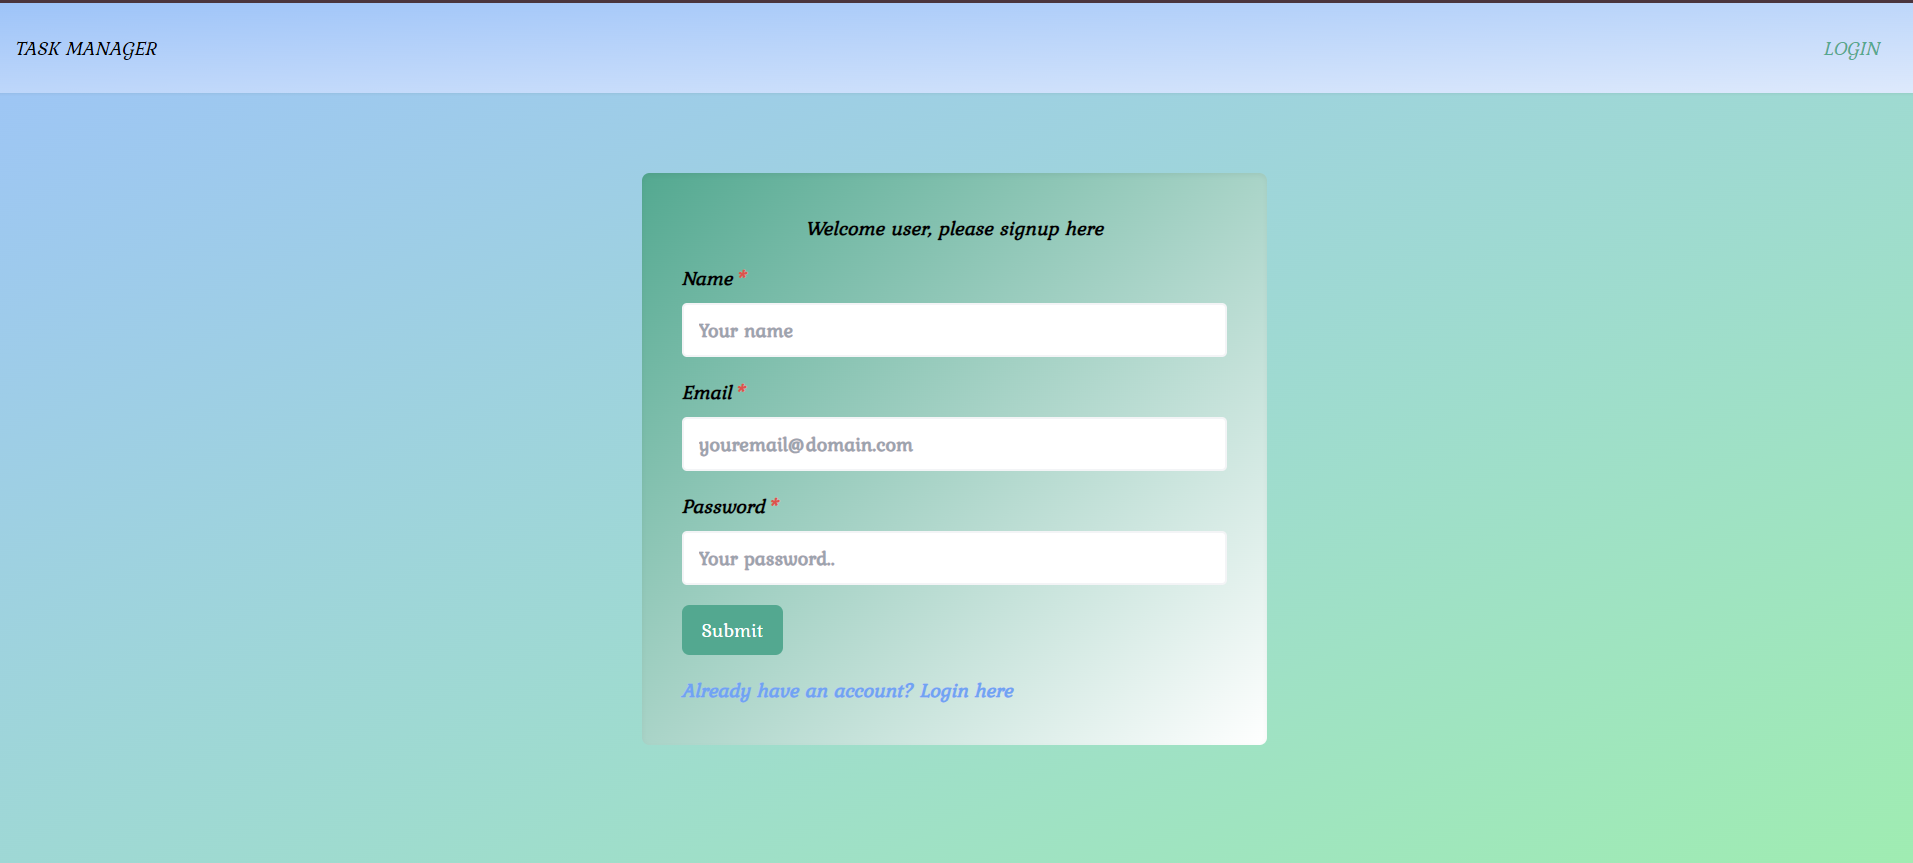 TASK MANAGER
LOGIN
Welcome user, please signup here
Name *
Your name
Email *
youremail@domain.com
Password *
Your password..
Submit
Already have an account? Login here